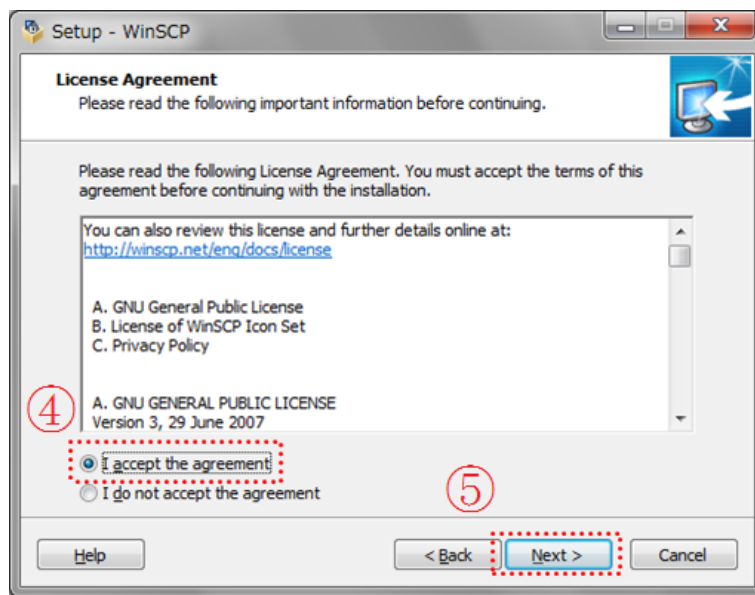 Setup - WinSCP
License Agreement
Please read the following important information before continuing.
Please read the following License Agreement. You must accept the terms of this
agreement before continuing with the installation.
You can also review this license and further details online at:
http://winscp.net/eng/docs/license
A. GNU General Public License
B. License of WinSCP Icon Set
C. Privacy Policy
A. GNU GENERAL PUBLIC LICENSE
Version 3, 29 June 2007
④
I accept the agreement
I do not accept the agreement
⑤
Help
< Back
Next >
Cancel